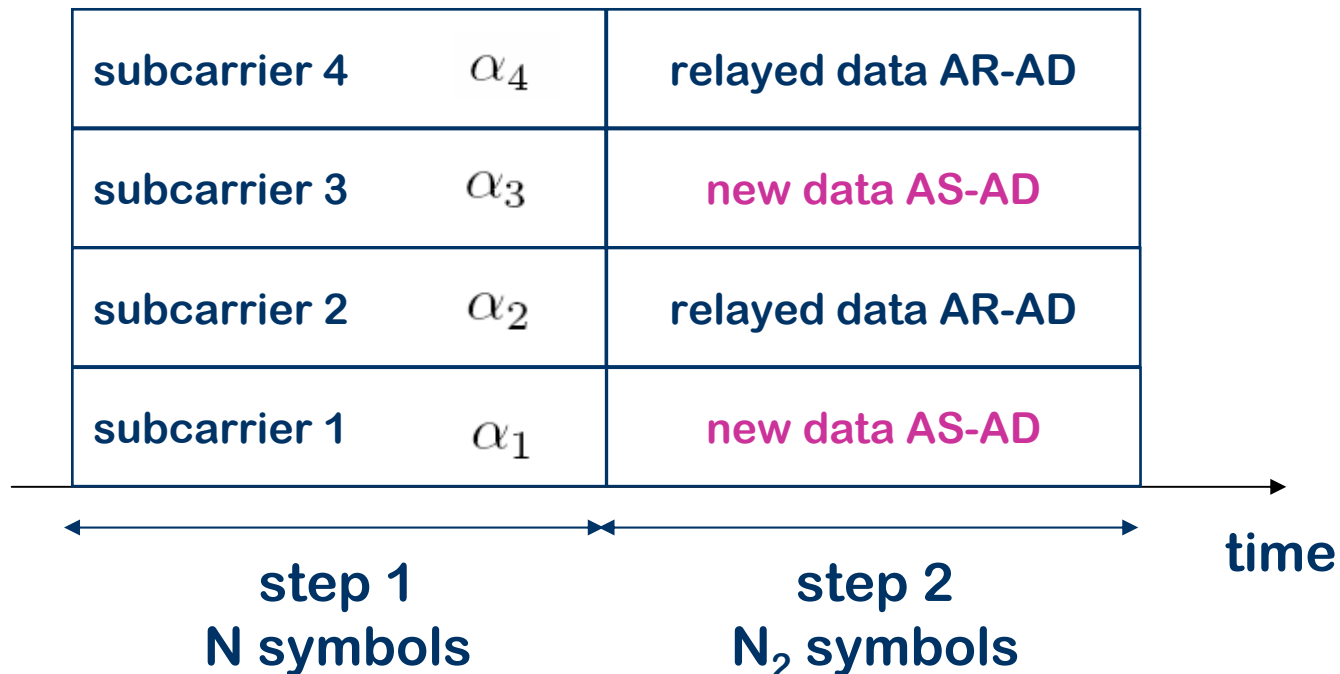 subcarrier 4 α₄ relayed data AR-AD
subcarrier 3 α₃ new data AS-AD
subcarrier 2 α₂ relayed data AR-AD
subcarrier 1 α₁ new data AS-AD
time
step 1 step 2
N symbols N₂ symbols